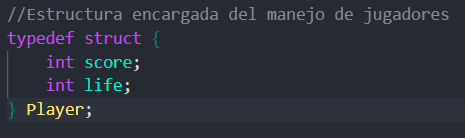 //Estructura encargada del manejo de jugadores
typedef struct {
    int score;
    int life;
} Player;